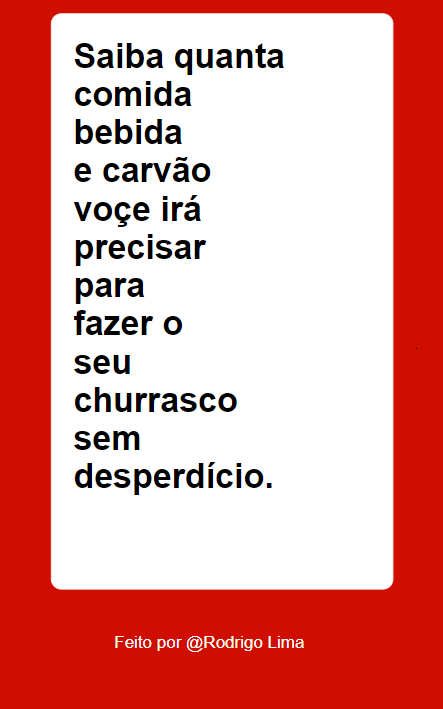 Saiba quanta
comida
bebida
e carvão
voçe irá
precisar
para
fazer o
seu
churrasco
sem
desperdício.
Feito por @Rodrigo Lima